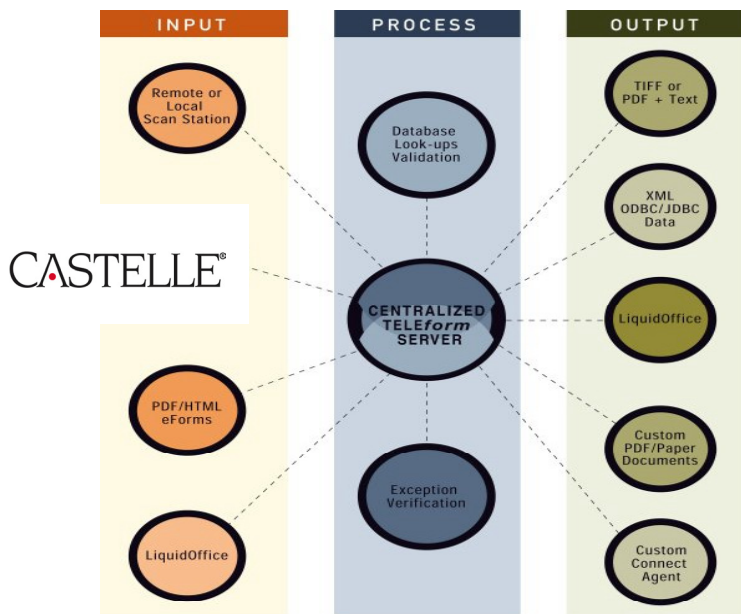 INPUT
Remote or
Local
Scan Station
CASTELLE®
PDF/HTML
eForms
LiquidOffice
PROCESS
Database
Look-ups
Validation
CENTRALIZED
TELEform
SERVER
Exception
Verification
OUTPUT
TIFF or
PDF + Text
XML
ODBC/JDBC
Data
LiquidOffice
Custom
PDF/Paper
Documents
Custom
Connect
Agent